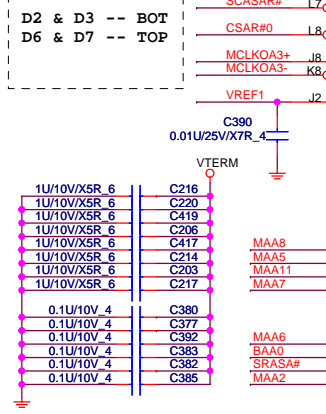 SCASAR# L7
D2 & D3 -- BOT
D6 & D7 -- TOP
CSAR#0 L8
MCLKOA3+ J8
MCLKOA3- K8
VREF1 J2
C390
0.01U/25V/X7R_4
VTERM
1U/10V/X5R_6 C216
1U/10V/X5R_6 C220
1U/10V/X5R_6 C419
1U/10V/X5R_6 C206
1U/10V/X5R_6 C417 MAA8
1U/10V/X5R_6 C214 MAA5
1U/10V/X5R_6 C203 MAA11
1U/10V/X5R_6 C217 MAA7
0.1U/10V_4 C380
0.1U/10V_4 C377
0.1U/10V_4 C392 MAA6
0.1U/10V_4 C383 BAA0
0.1U/10V_4 C382 SRASA#
0.1U/10V_4 C385 MAA2